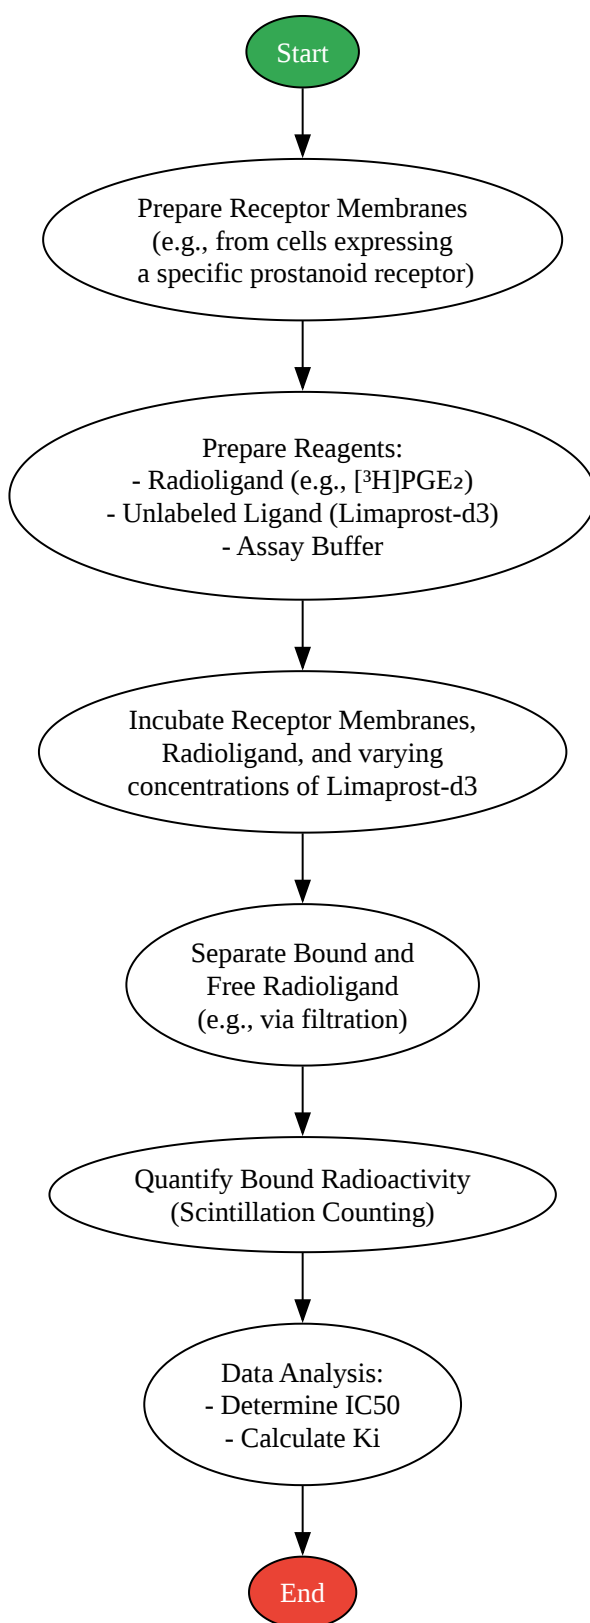 Start
Prepare Receptor Membranes
(e.g., from cells expressing
a specific prostanoid receptor)
Prepare Reagents:
- Radioligand (e.g., [³H]PGE₂)
- Unlabeled Ligand (Limaprost-d3)
- Assay Buffer
Incubate Receptor Membranes,
Radioligand, and varying
concentrations of Limaprost-d3
Separate Bound and
Free Radioligand
(e.g., via filtration)
Quantify Bound Radioactivity
(Scintillation Counting)
Data Analysis:
- Determine IC50
- Calculate Ki
End